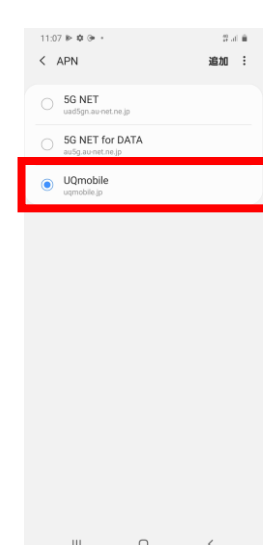 11:07
APN
追加
5G NET
uad5gn.au-net.ne.jp
5G NET for DATA
au5g.au-net.ne.jp
UQmobile
uqmobile.jp